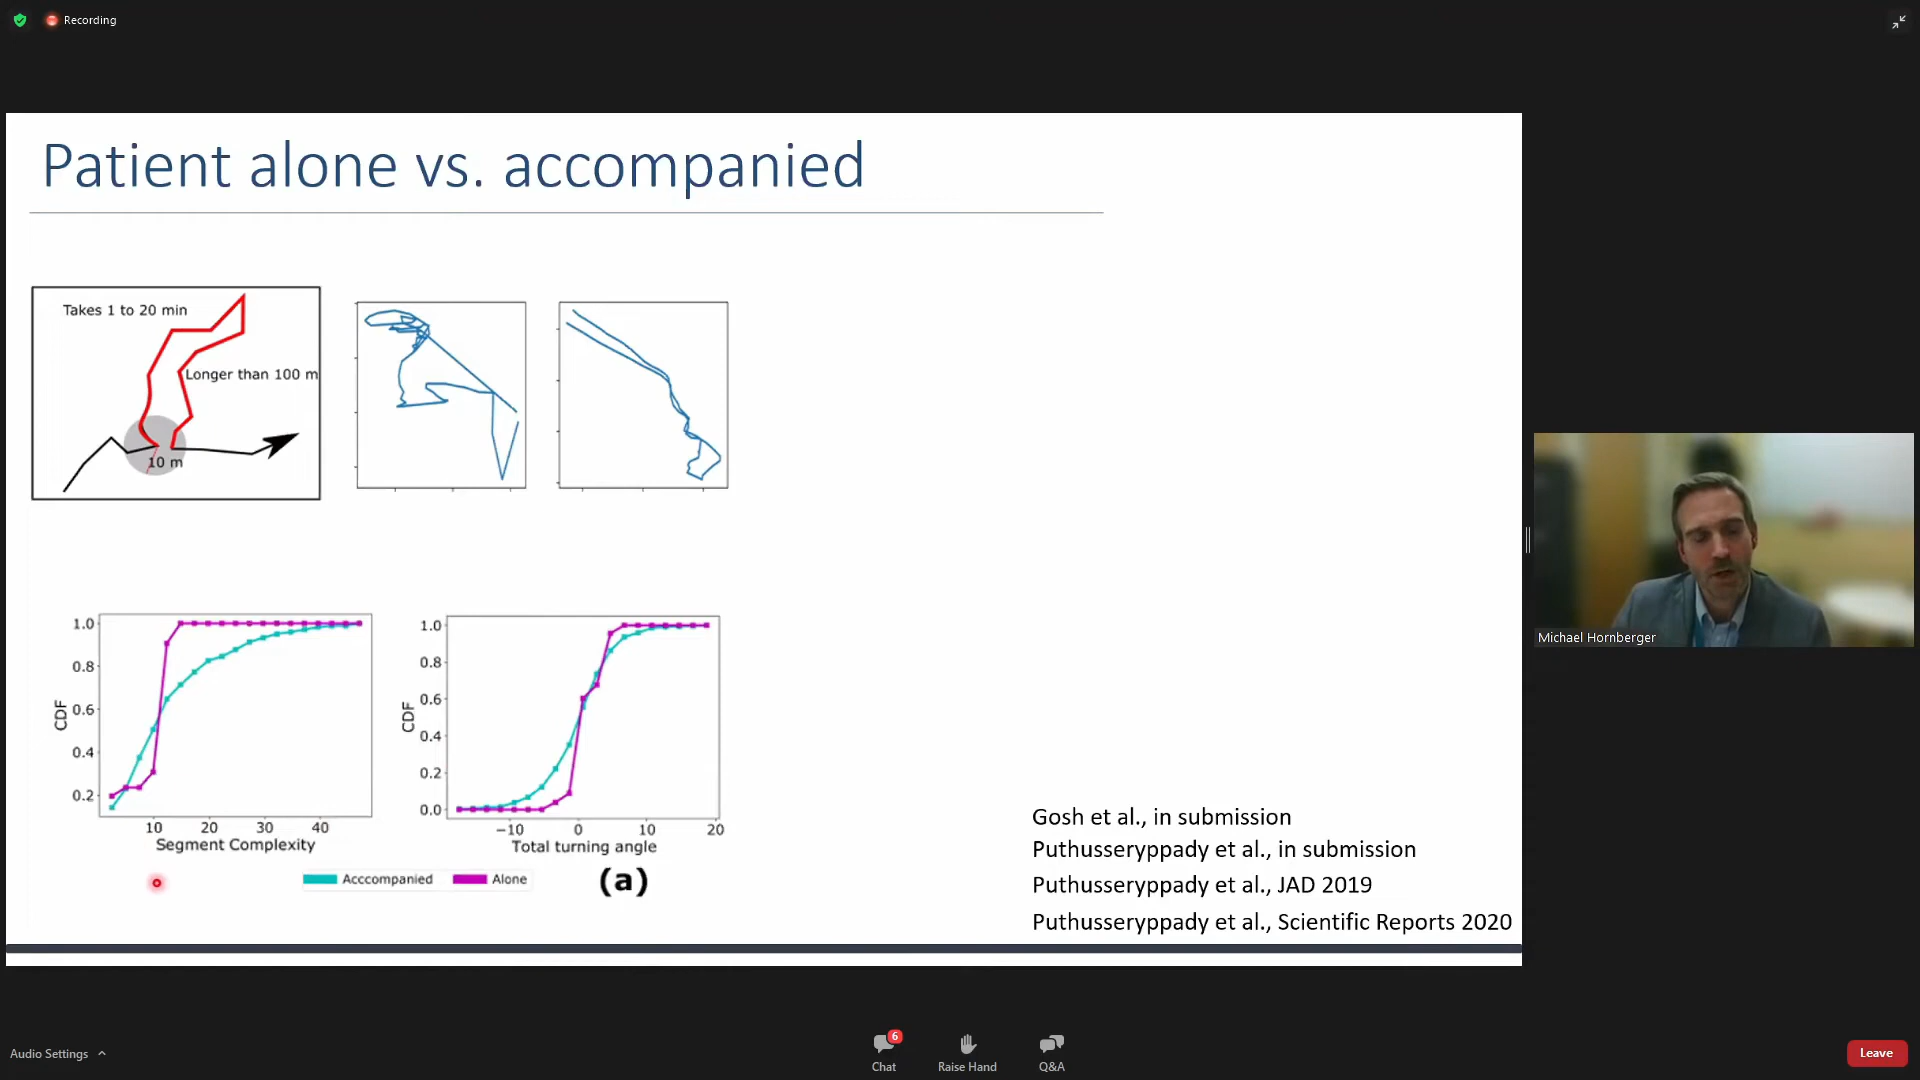 Recording
Patient alone vs. accompanied
Takes 1 to 20 min
Longer than 100 m
10 m
1.0
0.8
0.6
0.4
0.2
CDF
10 20 30 40
Segment Complexity
1.0
0.8
0.6
0.4
0.2
0.0
CDF
−10 0 10 20
Total turning angle
Acccompanied Alone
(a)
Gosh et al., in submission
Puthusseryppady et al., in submission
Puthusseryppady et al., JAD 2019
Puthusseryppady et al., Scientific Reports 2020
Michael Hornberger
Audio Settings
6
Chat
Raise Hand
Q&A
Leave